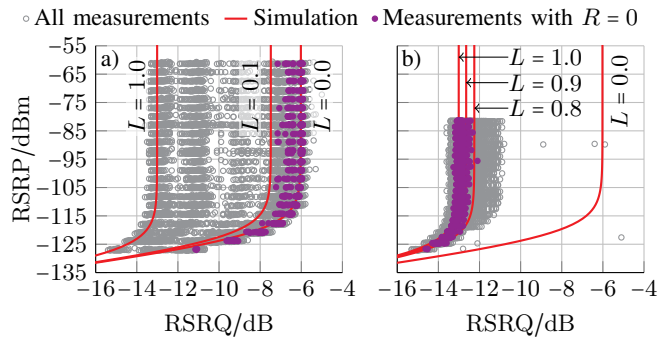 All measurements Simulation Measurements with R = 0
a) b)
RSRP/dBm
−55
−65
−75
−85
−95
−105
−115
−125
−135
L = 1.0
L = 0.1
L = 0.0
L = 1.0
L = 0.9
L = 0.8
L = 0.0
−16 −14 −12 −10 −8 −6 −4
−16 −14 −12 −10 −8 −6 −4
RSRQ/dB RSRQ/dB